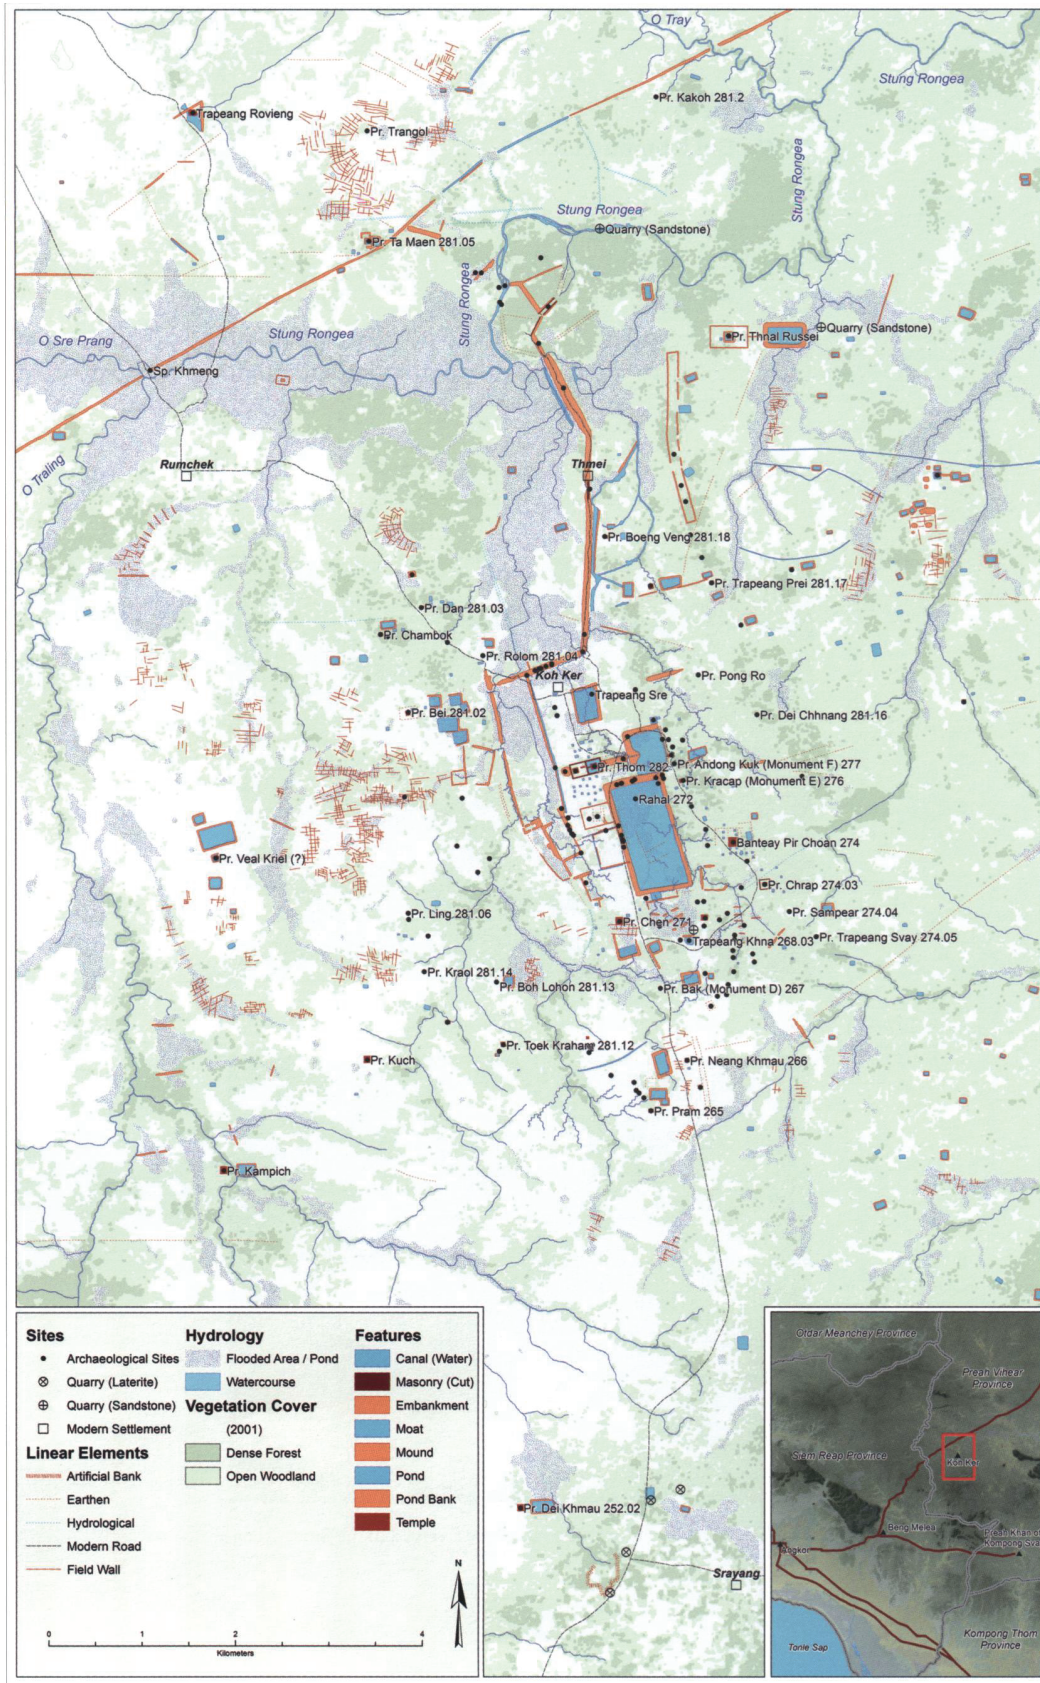 O Tray
Stung Rongea
Pr. Kakoh 281.2
Trapeang Rovieng
Pr. Trangol
Stung Rongea
Stung Rongea
Quarry (Sandstone)
Pr. Ta Maen 281.05
Stung Rongea
O Sre Prang
Stung Rongea
Quarry (Sandstone)
Pr. Thnal Russei
Sp. Khmeng
O Traling
Rumchek
Thmei
Pr. Boeng Veng 281.18
Pr. Trapeang Prei 281.17
Pr. Dan 281.03
Pr. Chambok
Pr. Rolom 281.04
Koh Ker
Pr. Pong Ro
Trapeang Sre
Pr. Bei 281.02
Pr. Dei Chhnang 281.16
Pr. Thom 282
Pr. Andong Kuk (Monument F) 277
Pr. Kracap (Monument E) 276
Rahal 272
Banteay Pir Choan 274
Pr. Veal Kriel (?)
Pr. Chrap 274.03
Pr. Ling 281.06
Pr. Sampear 274.04
Pr. Chen 271
Trapeang Khna 268.03
Pr. Trapeang Svay 274.05
Pr. Kraol 281.14
Pr. Boh Lohon 281.13
Pr. Bak (Monument D) 267
Pr. Toek Kraham 281.12
Pr. Kuch
Pr. Neang Khmau 266
Pr. Pram 265
Pr. Kampich
Sites
Archaeological Sites
Quarry (Laterite)
Quarry (Sandstone)
Modern Settlement
Linear Elements
Artificial Bank
Earthen
Hydrological
Modern Road
Field Wall
Hydrology
Flooded Area / Pond
Watercourse
Vegetation Cover
(2001)
Dense Forest
Open Woodland
Features
Canal (Water)
Masonry (Cut)
Embankment
Moat
Mound
Pond
Pond Bank
Temple
N
0 1 2 4
Kilometers
Pr. Dei Khmau 252.02
Srayang
Otdar Meanchey Province
Preah Vihear
Province
Siem Reap Province
Koh Ker
Beng Melea
Preah Khan of
Kompong Sva
Angkor
Kompong Thom
Province
Tonle Sap